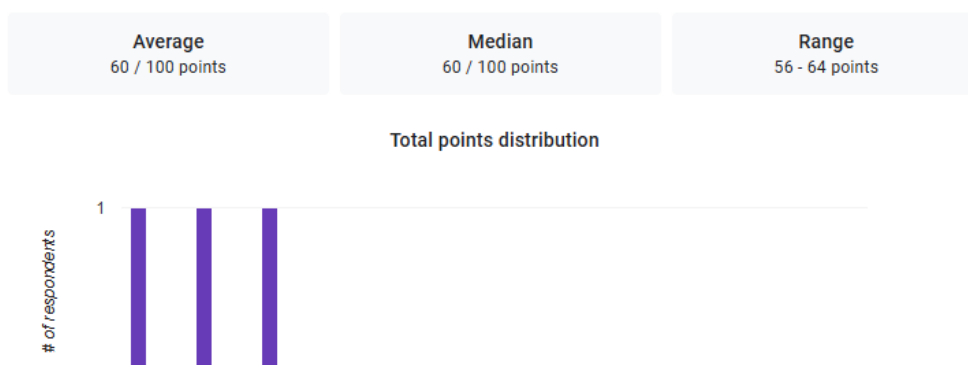 Average
60 / 100 points
Median
60 / 100 points
Range
56 - 64 points
Total points distribution
1
# of respondents